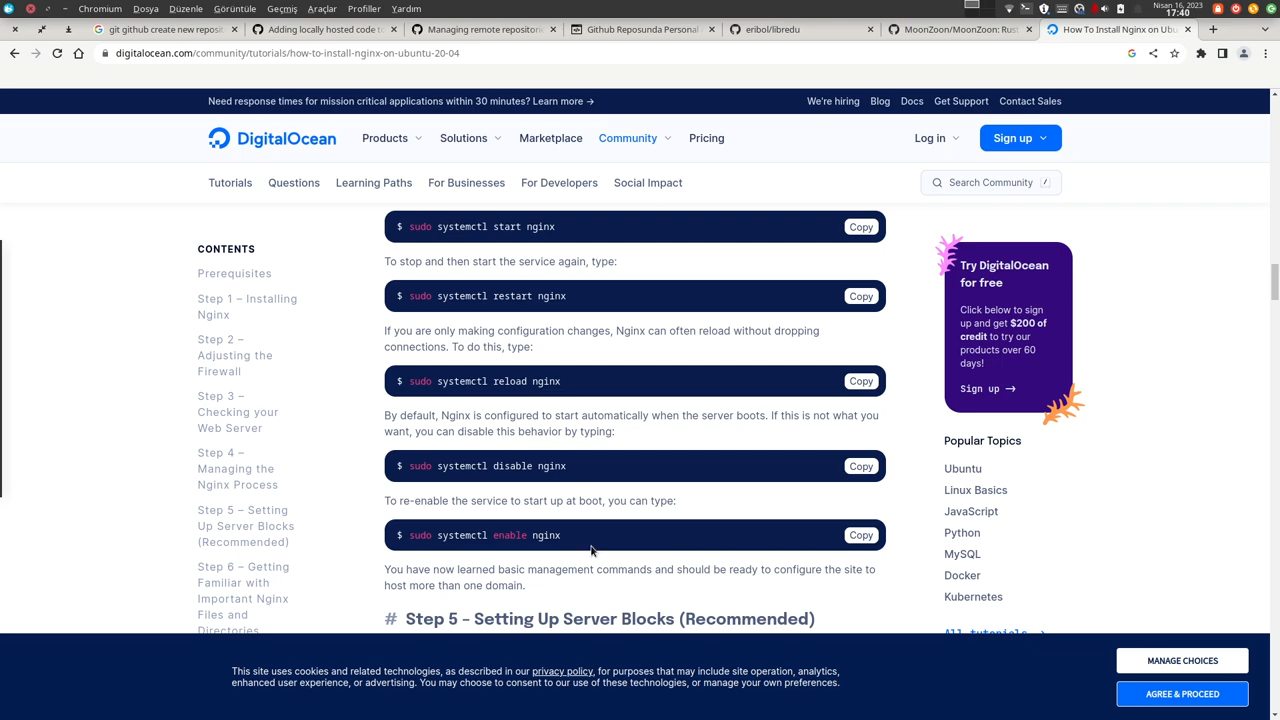 Chromium Dosya Düzenle Görüntüle Geçmiş Araçlar Profiller Yardım
Nisan 16, 2023
17:40
git github create new reposit
Adding locally hosted code to
Managing remote repositorie
Github Reposunda Personal
eribol/libredu
MoonZoon/MoonZoon: Rust
How To Install Nginx on Ubu
digitalocean.com/community/tutorials/how-to-install-nginx-on-ubuntu-20-04
Need response times for mission critical applications within 30 minutes? Learn more →
We're hiring Blog Docs Get Support Contact Sales
DigitalOcean
Products Solutions Marketplace Community Pricing
Log in Sign up
Tutorials Questions Learning Paths For Businesses For Developers Social Impact
Search Community /
CONTENTS
Prerequisites
Step 1 – Installing
Nginx
Step 2 –
Adjusting the
Firewall
Step 3 –
Checking your
Web Server
Step 4 –
Managing the
Nginx Process
Step 5 – Setting
Up Server Blocks
(Recommended)
Step 6 – Getting
Familiar with
Important Nginx
Files and
Directories
$ sudo systemctl start nginx Copy
To stop and then start the service again, type:
$ sudo systemctl restart nginx Copy
If you are only making configuration changes, Nginx can often reload without dropping
connections. To do this, type:
$ sudo systemctl reload nginx Copy
By default, Nginx is configured to start automatically when the server boots. If this is not what you
want, you can disable this behavior by typing:
$ sudo systemctl disable nginx Copy
To re-enable the service to start up at boot, you can type:
$ sudo systemctl enable nginx Copy
You have now learned basic management commands and should be ready to configure the site to
host more than one domain.
# Step 5 – Setting Up Server Blocks (Recommended)
Try DigitalOcean
for free
Click below to sign
up and get $200 of
credit to try our
products over 60
days!
Sign up →
Popular Topics
Ubuntu
Linux Basics
JavaScript
Python
MySQL
Docker
Kubernetes
All tutorials →
This site uses cookies and related technologies, as described in our privacy policy, for purposes that may include site operation, analytics,
enhanced user experience, or advertising. You may choose to consent to our use of these technologies, or manage your own preferences.
MANAGE CHOICES
AGREE & PROCEED